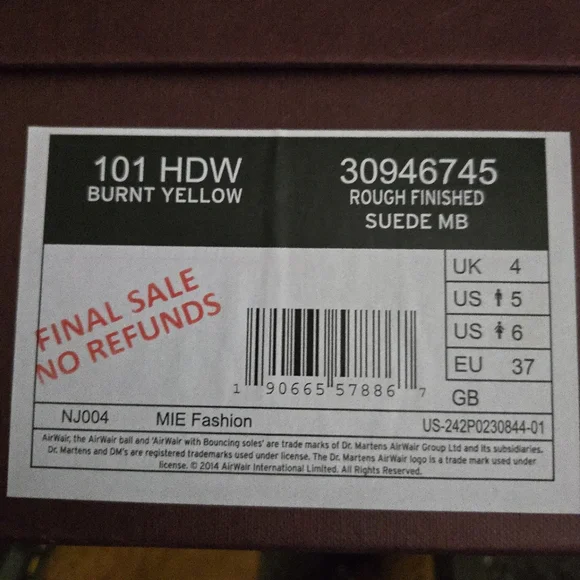 101 HDW
BURNT YELLOW
30946745
ROUGH FINISHED
SUEDE MB
FINAL SALE
NO REFUNDS
UK 4
US 5
US 6
EU 37
GB
1 90665 57886 7
NJ004 MIE Fashion
US-242P0230844-01
AirWair, the AirWair ball and 'AirWair with Bouncing soles' are trade marks of Dr. Martens AirWair Group Ltd and its subsidiaries.
Dr. Martens and DM's are registered trademarks used under license. The Dr. Martens AirWair logo is a trade mark used under
license. © 2014 AirWair International Limited. All Rights Reserved.